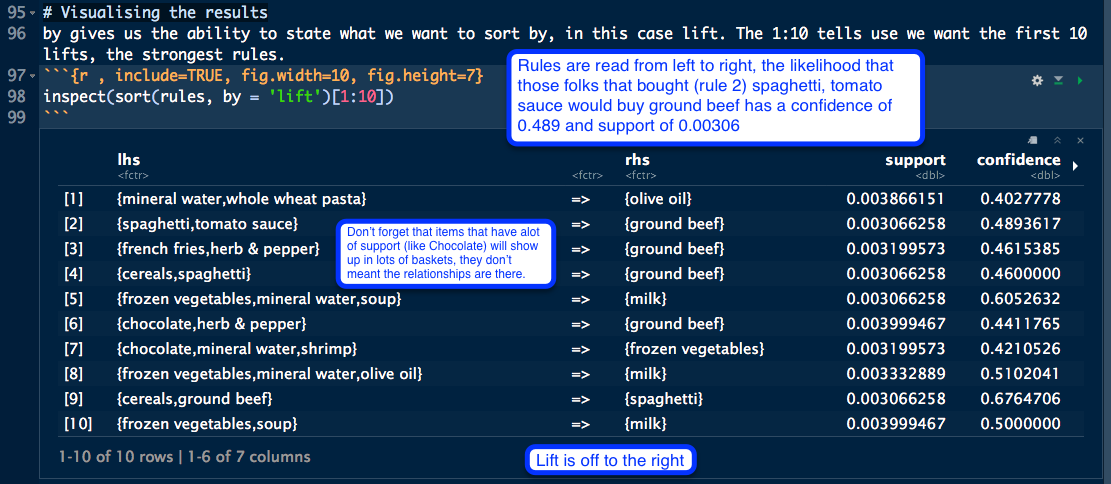 95 # Visualising the results
96 by gives us the ability to state what we want to sort by, in this case lift. The 1:10 tells use we want the first 10
lifts, the strongest rules.
97 ```{r , include=TRUE, fig.width=10, fig.height=7}
98 inspect(sort(rules, by = 'lift')[1:10])
99 ```
Rules are read from left to right, the likelihood that
those folks that bought (rule 2) spaghetti, tomato
sauce would buy ground beef has a confidence of
0.489 and support of 0.00306
lhs rhs support confidence
<fctr> <fctr> <fctr> <dbl> <dbl>
[1] {mineral water,whole wheat pasta} => {olive oil} 0.003866151 0.4027778
[2] {spaghetti,tomato sauce} => {ground beef} 0.003066258 0.4893617
[3] {french fries,herb & pepper} => {ground beef} 0.003199573 0.4615385
[4] {cereals,spaghetti} => {ground beef} 0.003066258 0.4600000
[5] {frozen vegetables,mineral water,soup} => {milk} 0.003066258 0.6052632
[6] {chocolate,herb & pepper} => {ground beef} 0.003999467 0.4411765
[7] {chocolate,mineral water,shrimp} => {frozen vegetables} 0.003199573 0.4210526
[8] {frozen vegetables,mineral water,olive oil} => {milk} 0.003332889 0.5102041
[9] {cereals,ground beef} => {spaghetti} 0.003066258 0.6764706
[10] {frozen vegetables,soup} => {milk} 0.003999467 0.5000000
Don't forget that items that have alot
of support (like Chocolate) will show
up in lots of baskets, they don't
meant the relationships are there.
1-10 of 10 rows | 1-6 of 7 columns
Lift is off to the right